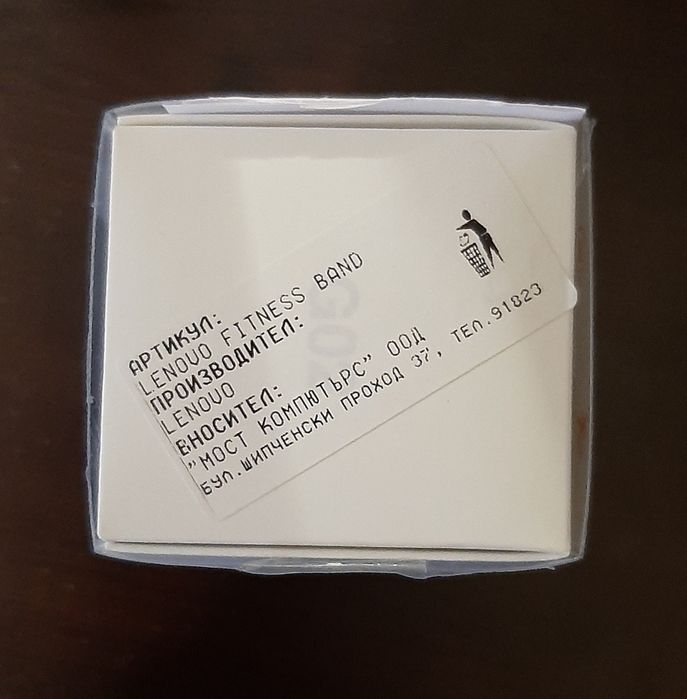 АРТИКУЛ:
LENOVO FITNESS BAND
ПРОИЗВОДИТЕЛ:
LENOVO
ВНОСИТЕЛ:
"МОСТ КОМПЮТЪРС" ООД
БУЛ.ШИПЧЕНСКИ ПРОХОД 37, ТЕЛ.91823